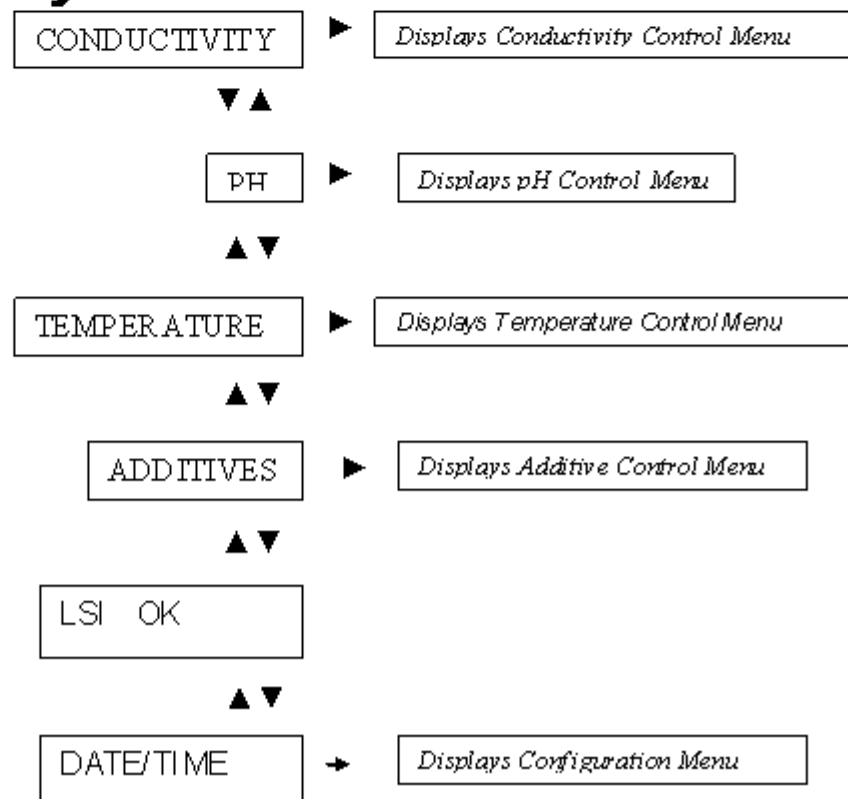 CONDUCTIVITY ► Displays Conductivity Control Menu
▼▲
PH ► Displays pH Control Menu
▲▼
TEMPERATURE ► Displays Temperature Control Menu
▲▼
ADDITIVES ► Displays Additive Control Menu
▲▼
LSI OK
▲▼
DATE/TIME → Displays Configuration Menu